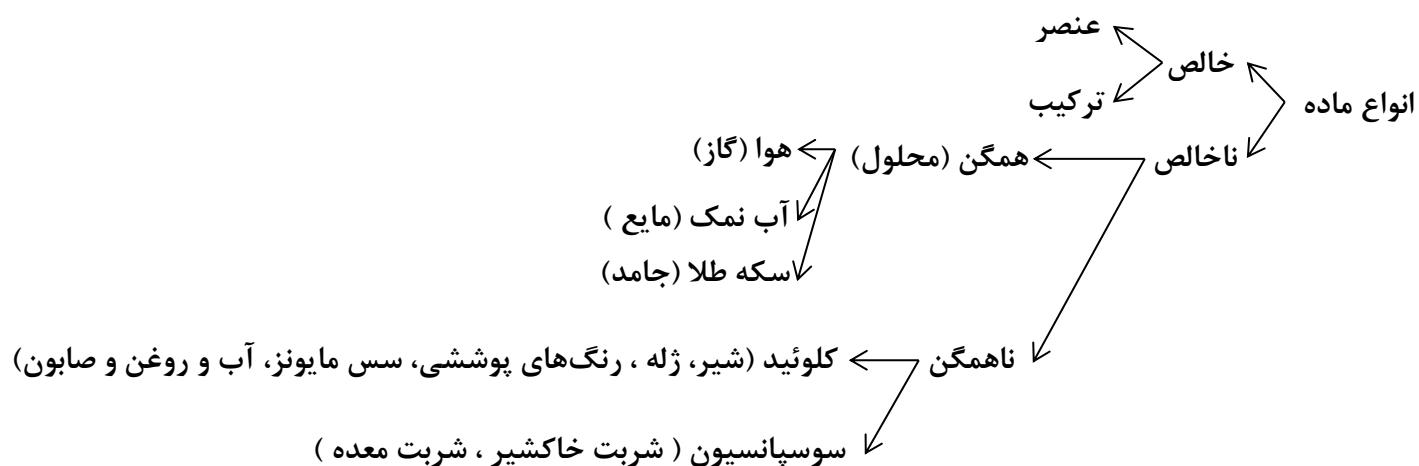 عنصر
خالص
انواع ماده
ترکیب
ناخالص
همگن (محلول)
هوا (گاز)
آب نمک (مایع )
سکه طلا (جامد)
ناهمگن
کلوئید (شیر، ژله ، رنگ‌های پوششی، سس مایونز، آب و روغن و صابون)
سوسپانسیون ( شربت خاکشیر ، شربت معده )